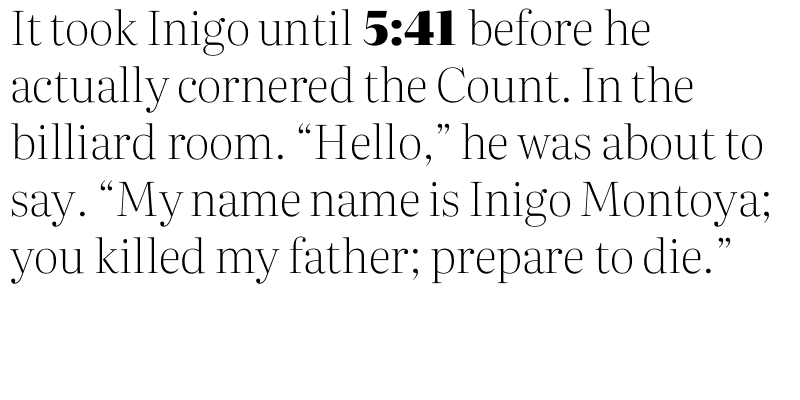 It took Inigo until 5:41 before he
actually cornered the Count. In the
billiard room. “Hello,” he was about to
say. “My name name is Inigo Montoya;
you killed my father; prepare to die.”